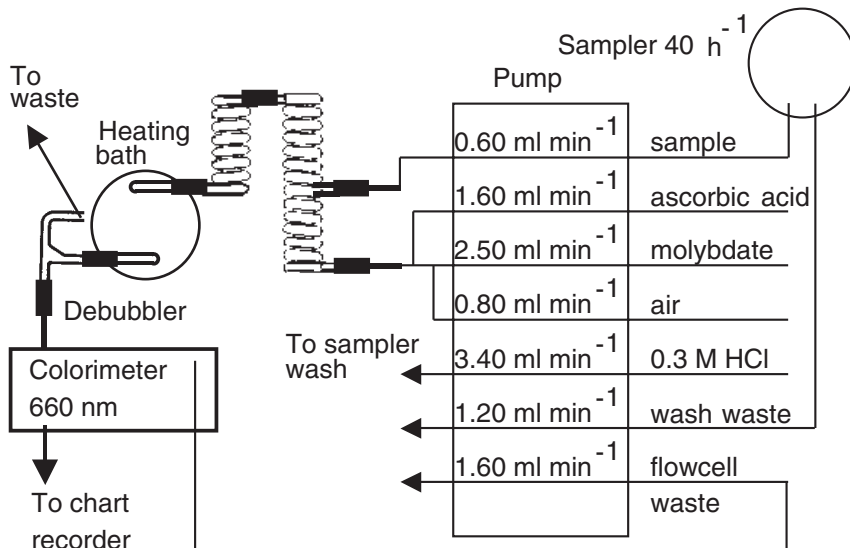 Sampler 40 h-1
Pump
To
waste
Heating
bath
0.60 ml min-1 sample
1.60 ml min-1 ascorbic acid
2.50 ml min-1 molybdate
0.80 ml min-1 air
Debubbler
To sampler
wash
3.40 ml min-1 0.3 M HCl
Colorimeter
660 nm
1.20 ml min-1 wash waste
1.60 ml min-1 flowcell
waste
To chart
recorder